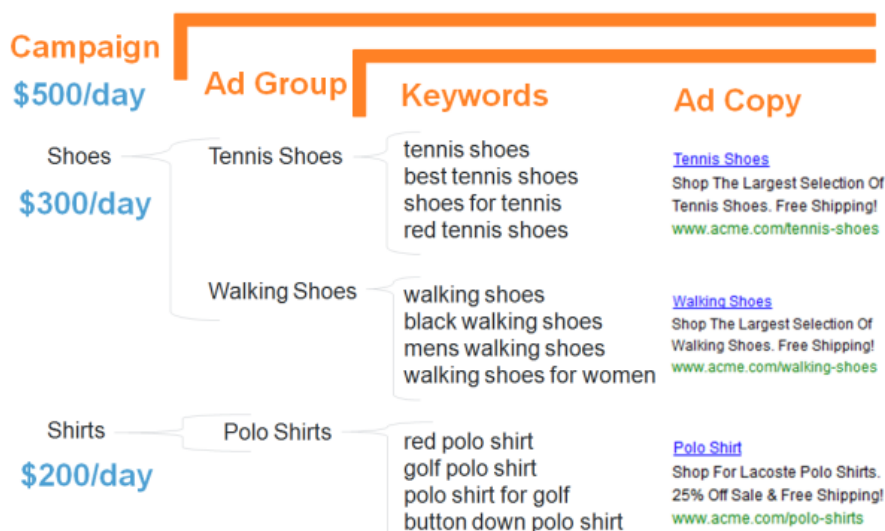 Campaign
$500/day
Ad Group
Keywords
Ad Copy
Shoes
$300/day
Tennis Shoes
tennis shoes
best tennis shoes
shoes for tennis
red tennis shoes
Tennis Shoes
Shop The Largest Selection Of
Tennis Shoes. Free Shipping!
www.acme.com/tennis-shoes
Walking Shoes
walking shoes
black walking shoes
mens walking shoes
walking shoes for women
Walking Shoes
Shop The Largest Selection Of
Walking Shoes. Free Shipping!
www.acme.com/walking-shoes
Shirts
$200/day
Polo Shirts
red polo shirt
golf polo shirt
polo shirt for golf
button down polo shirt
Polo Shirt
Shop For Lacoste Polo Shirts.
25% Off Sale & Free Shipping!
www.acme.com/polo-shirts